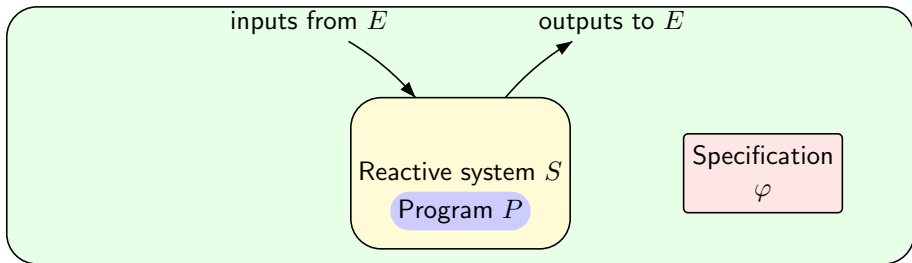 inputs from E
outputs to E
Reactive system S
Program P
Specification
φ